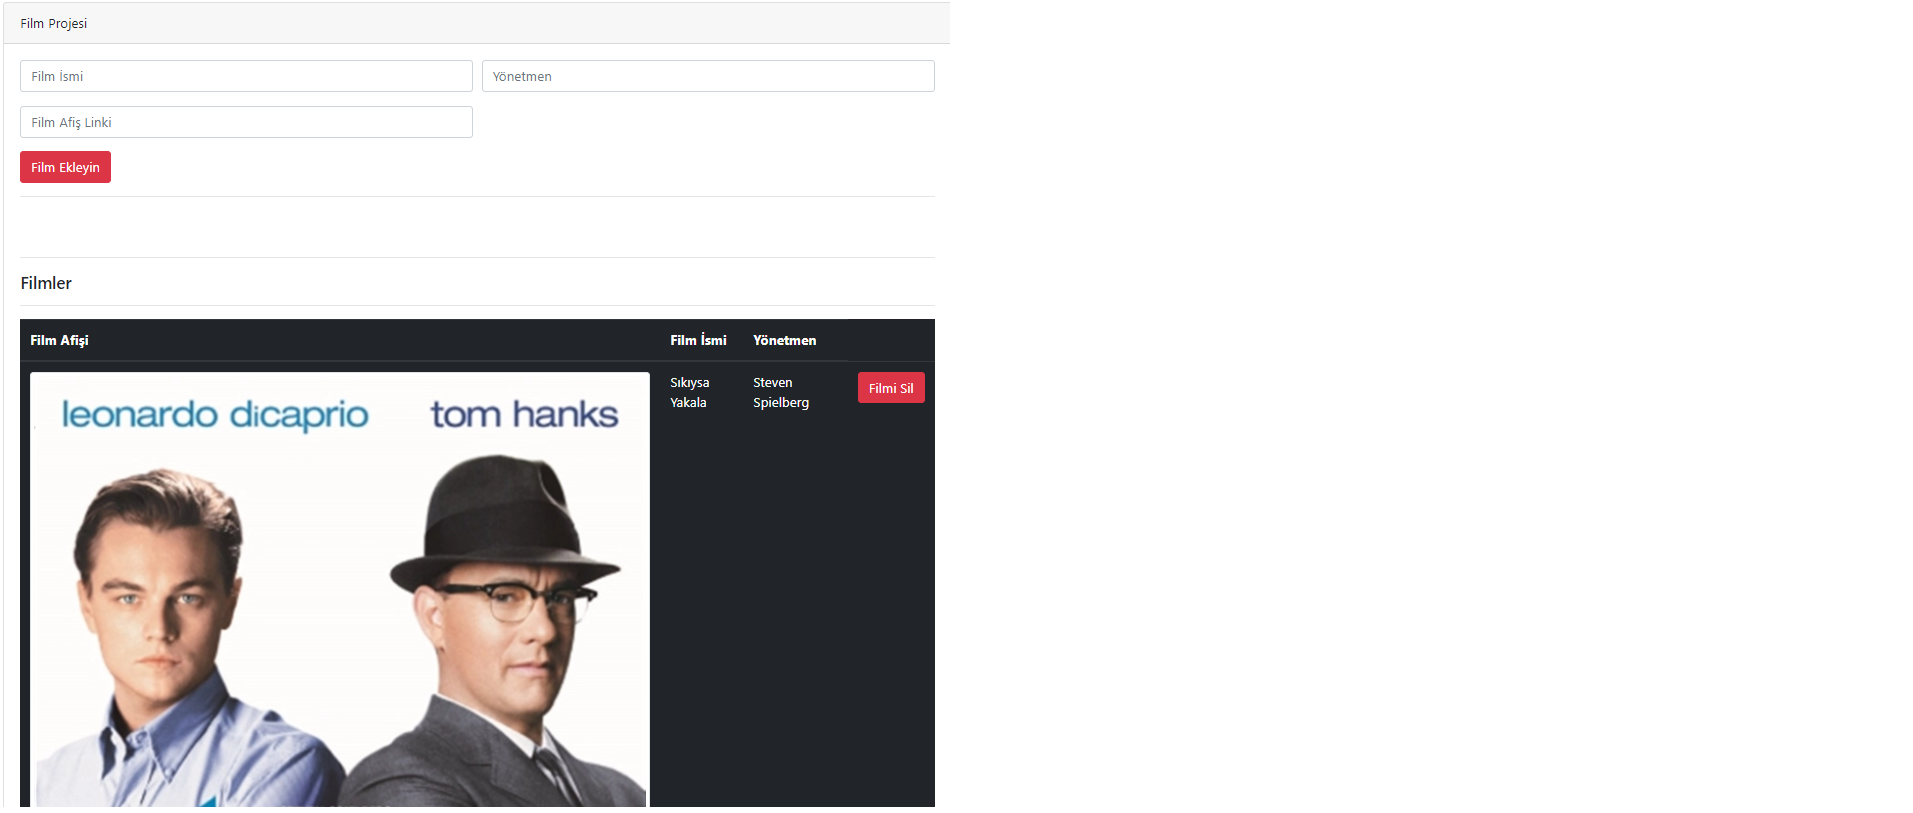 Film Projesi
Film İsmi
Yönetmen
Film Afiş Linki
Film Ekleyin
Filmler
Film Afişi Film İsmi Yönetmen
leonardo dicaprio tom hanks
Sıkıysa
Yakala
Steven
Spielberg
Filmi Sil